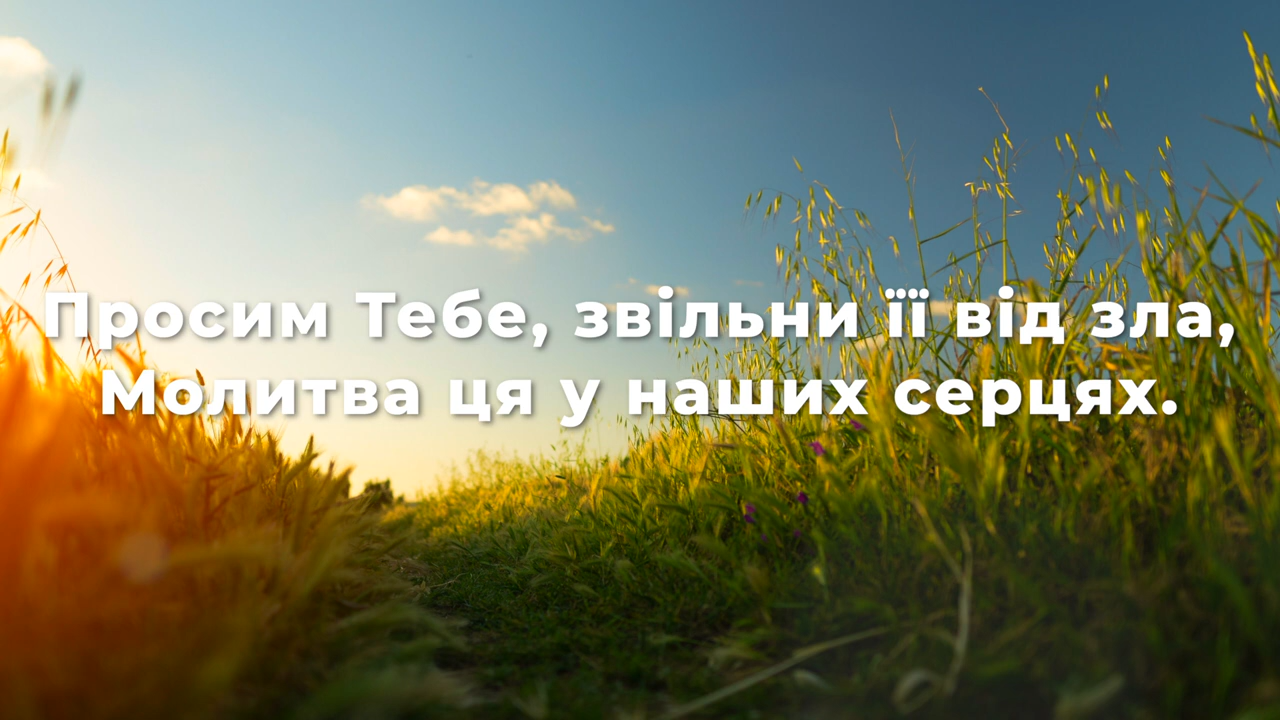 Просим Тебе, звільни її від зла,
Молитва ця у наших серцях.